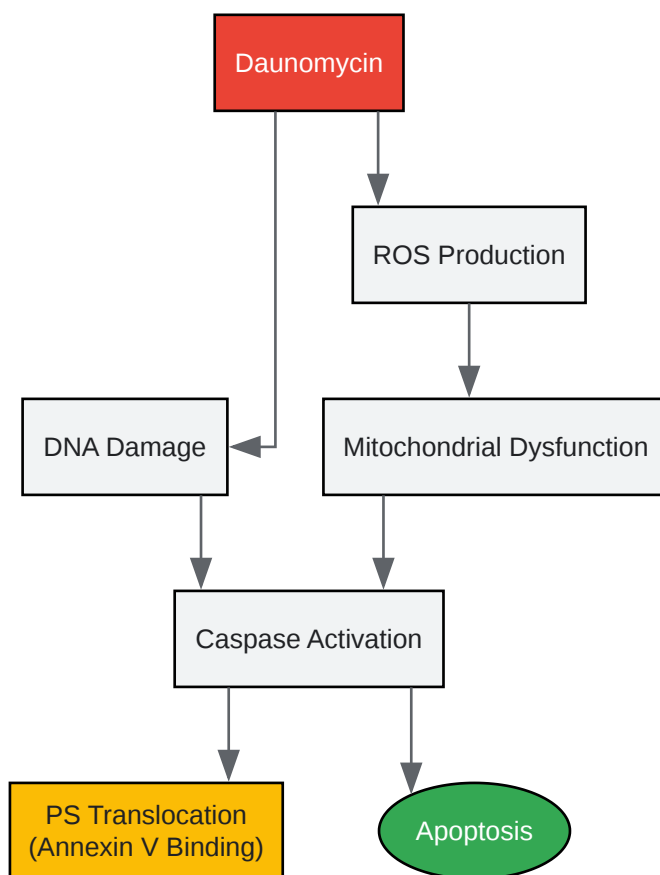 Daunomycin
ROS Production
DNA Damage
Mitochondrial Dysfunction
Caspase Activation
PS Translocation
(Annexin V Binding)
Apoptosis